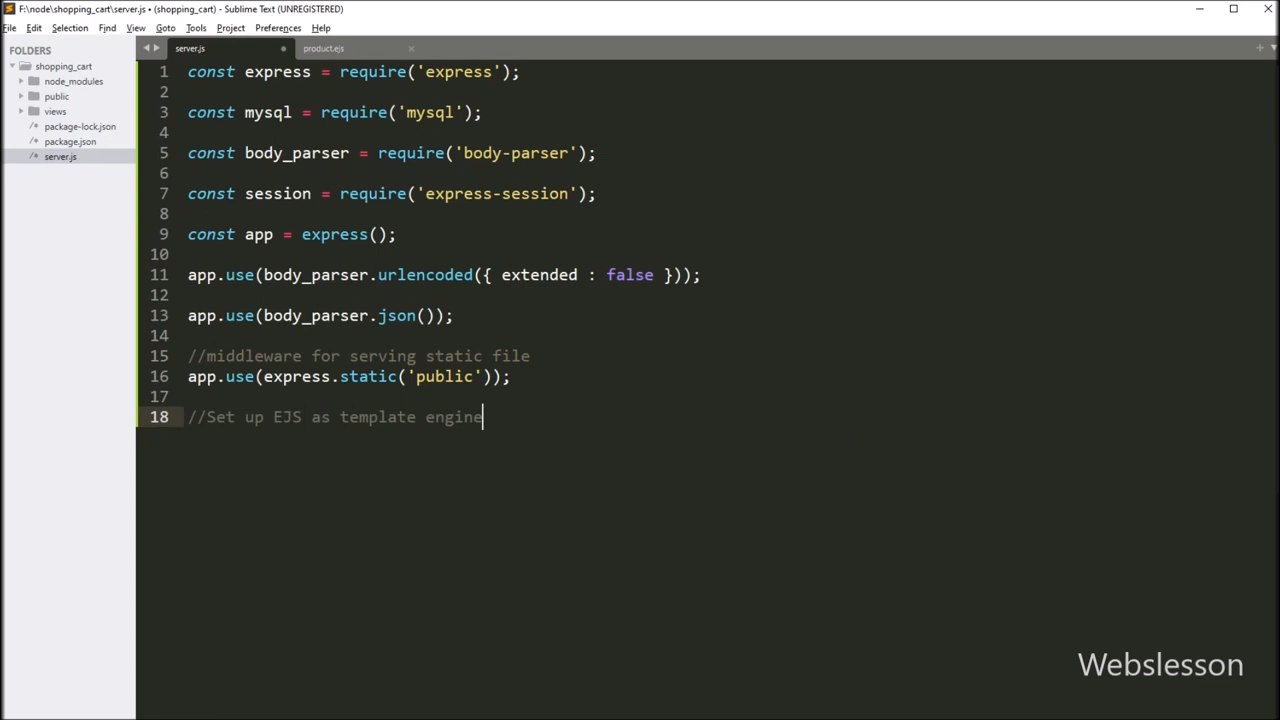 F:\node\shopping_cart\server.js • (shopping_cart) - Sublime Text (UNREGISTERED)
File Edit Selection Find View Goto Tools Project Preferences Help
FOLDERS
shopping_cart
node_modules
public
views
package-lock.json
package.json
server.js
server.js product.ejs
1 const express = require('express');
2
3 const mysql = require('mysql');
4
5 const body_parser = require('body-parser');
6
7 const session = require('express-session');
8
9 const app = express();
10
11 app.use(body_parser.urlencoded({ extended : false }));
12
13 app.use(body_parser.json());
14
15 //middleware for serving static file
16 app.use(express.static('public'));
17
18 //Set up EJS as template engine
Webslesson